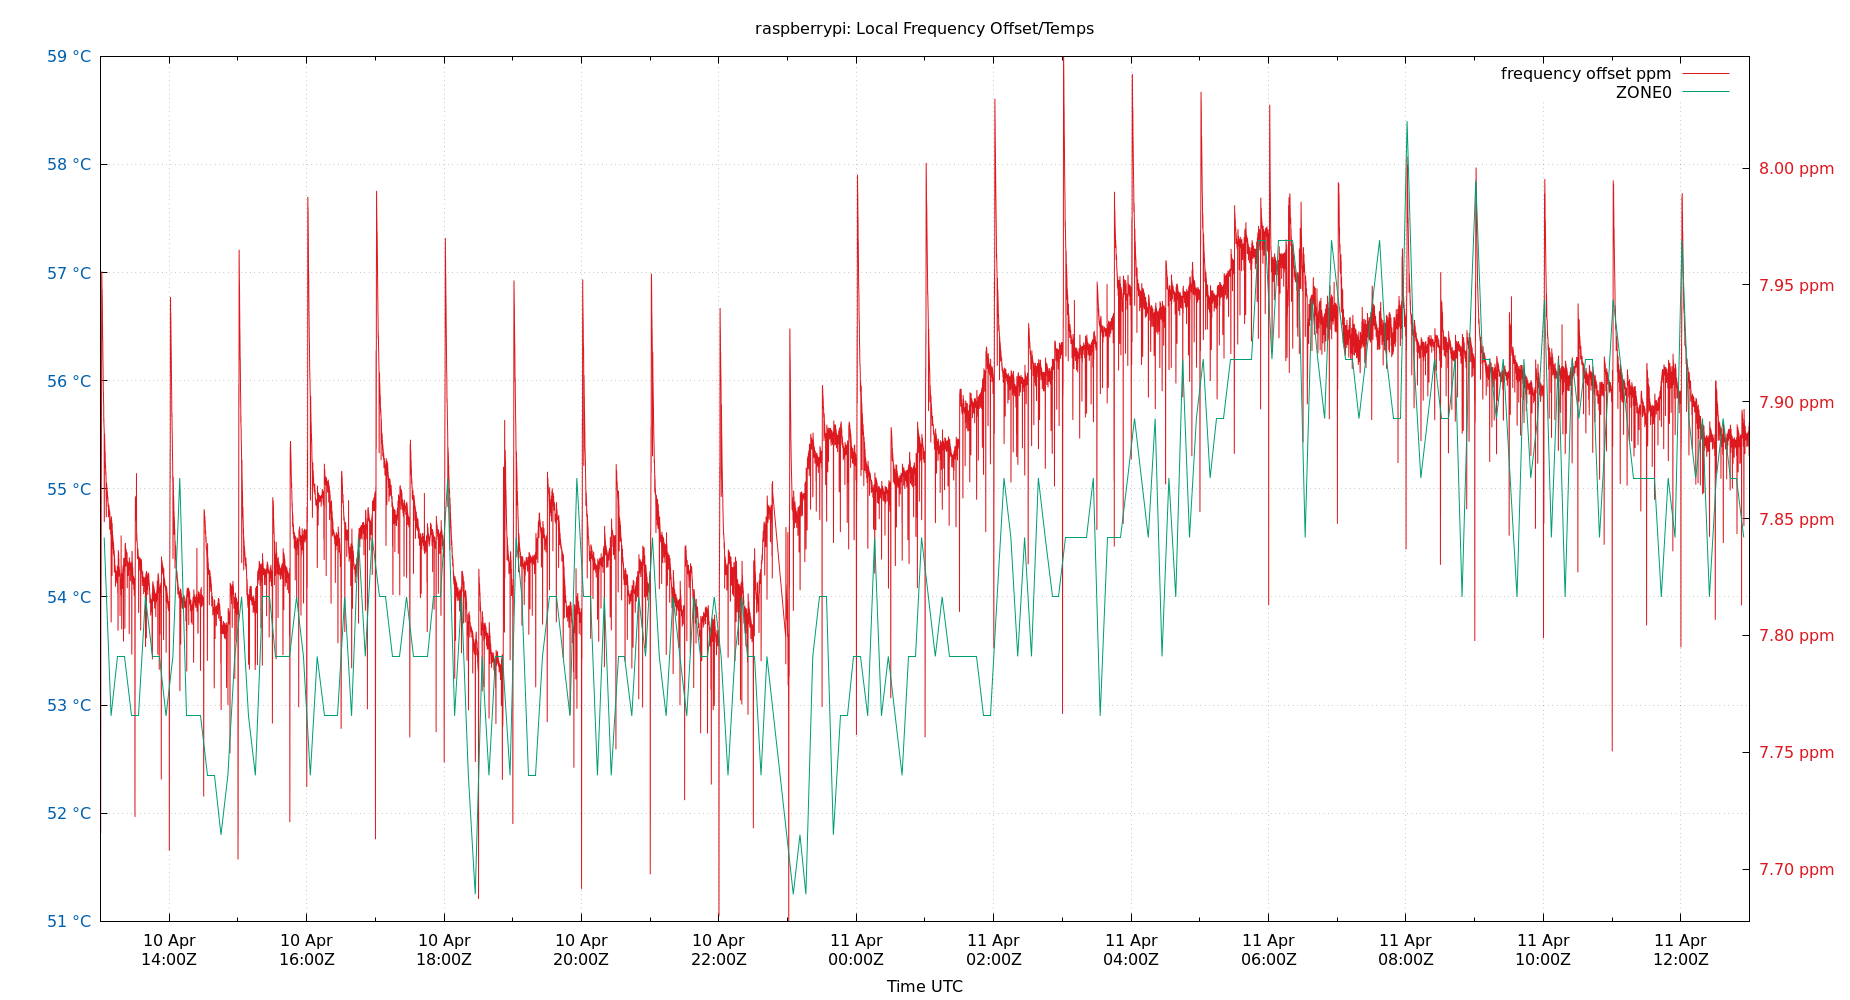 raspberrypi: Local Frequency Offset/Temps
frequency offset ppm
ZONE0
59 °C
58 °C
57 °C
56 °C
55 °C
54 °C
53 °C
52 °C
51 °C
8.00 ppm
7.95 ppm
7.90 ppm
7.85 ppm
7.80 ppm
7.75 ppm
7.70 ppm
10 Apr 10 Apr 10 Apr 10 Apr 10 Apr 11 Apr 11 Apr 11 Apr 11 Apr 11 Apr 11 Apr 11 Apr
14:00Z 16:00Z 18:00Z 20:00Z 22:00Z 00:00Z 02:00Z 04:00Z 06:00Z 08:00Z 10:00Z 12:00Z
Time UTC